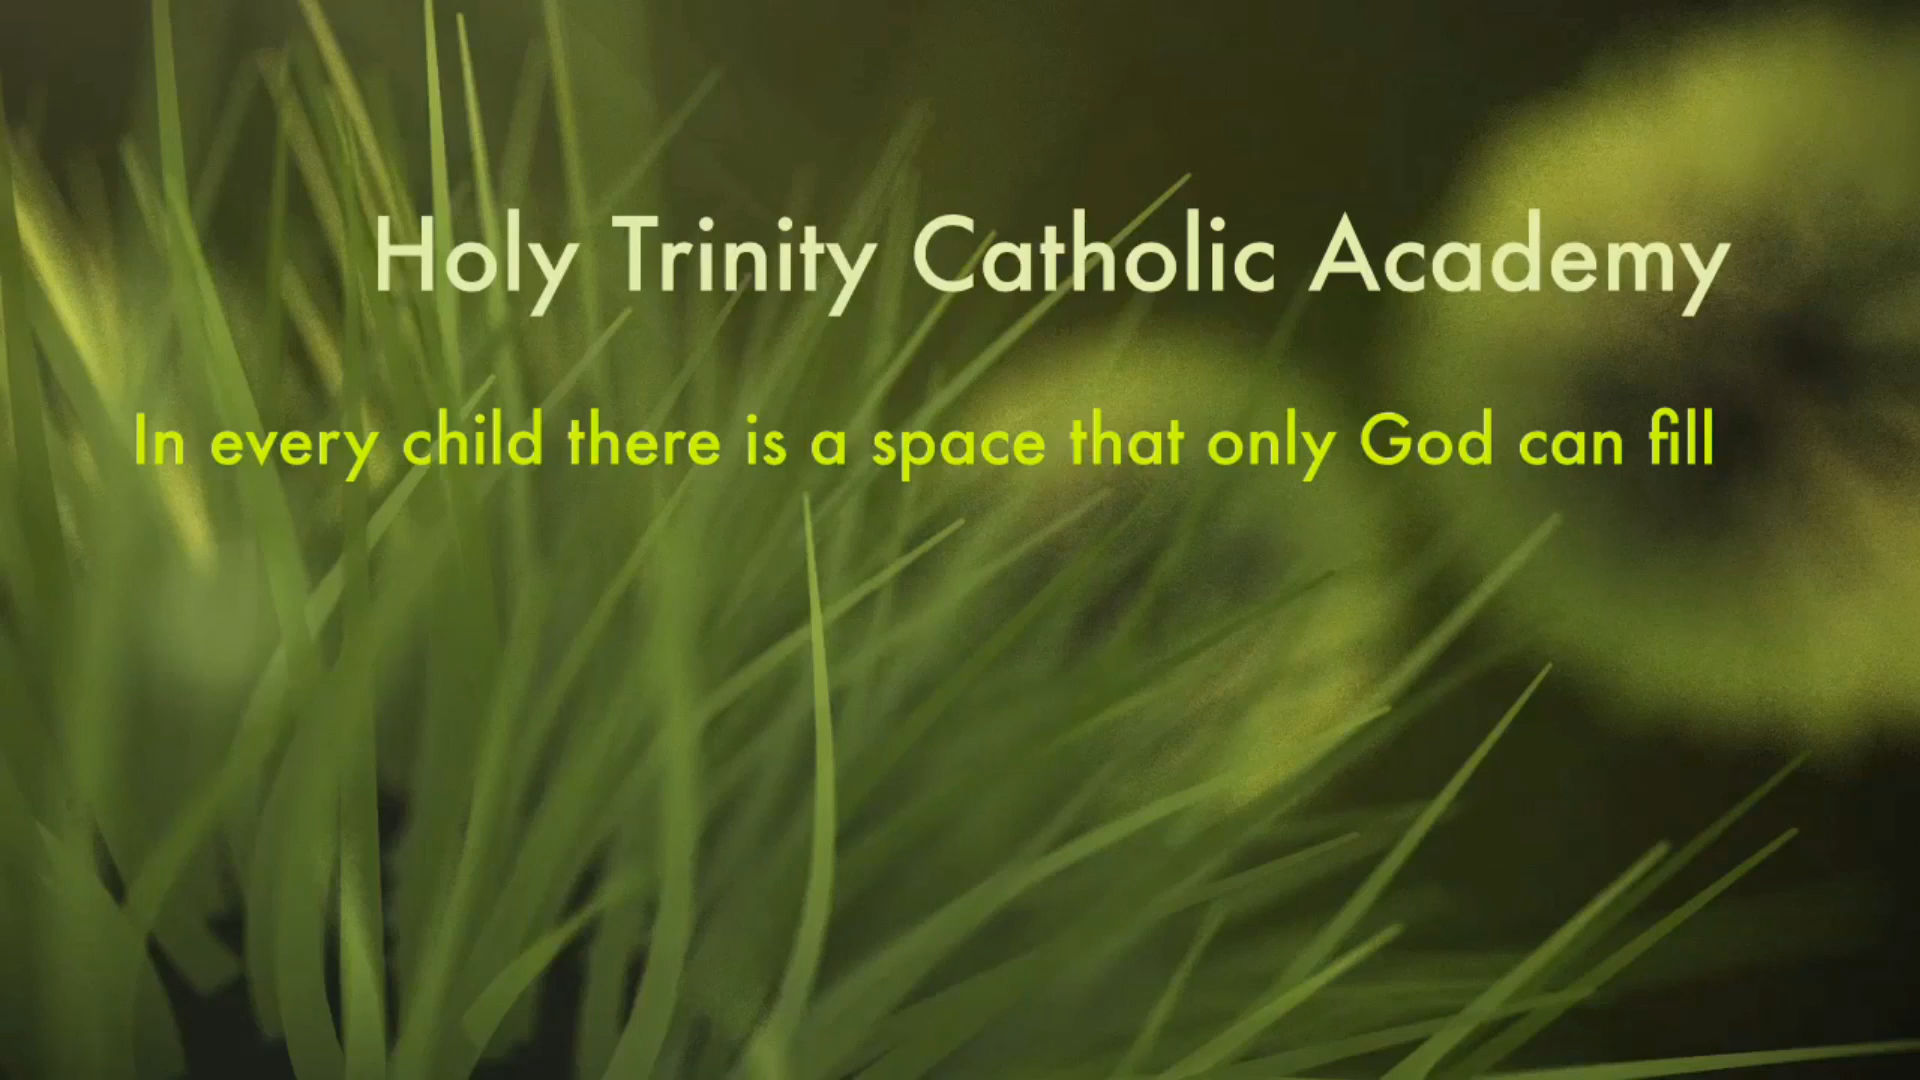 Holy Trinity Catholic Academy
In every child there is a space that only God can fill